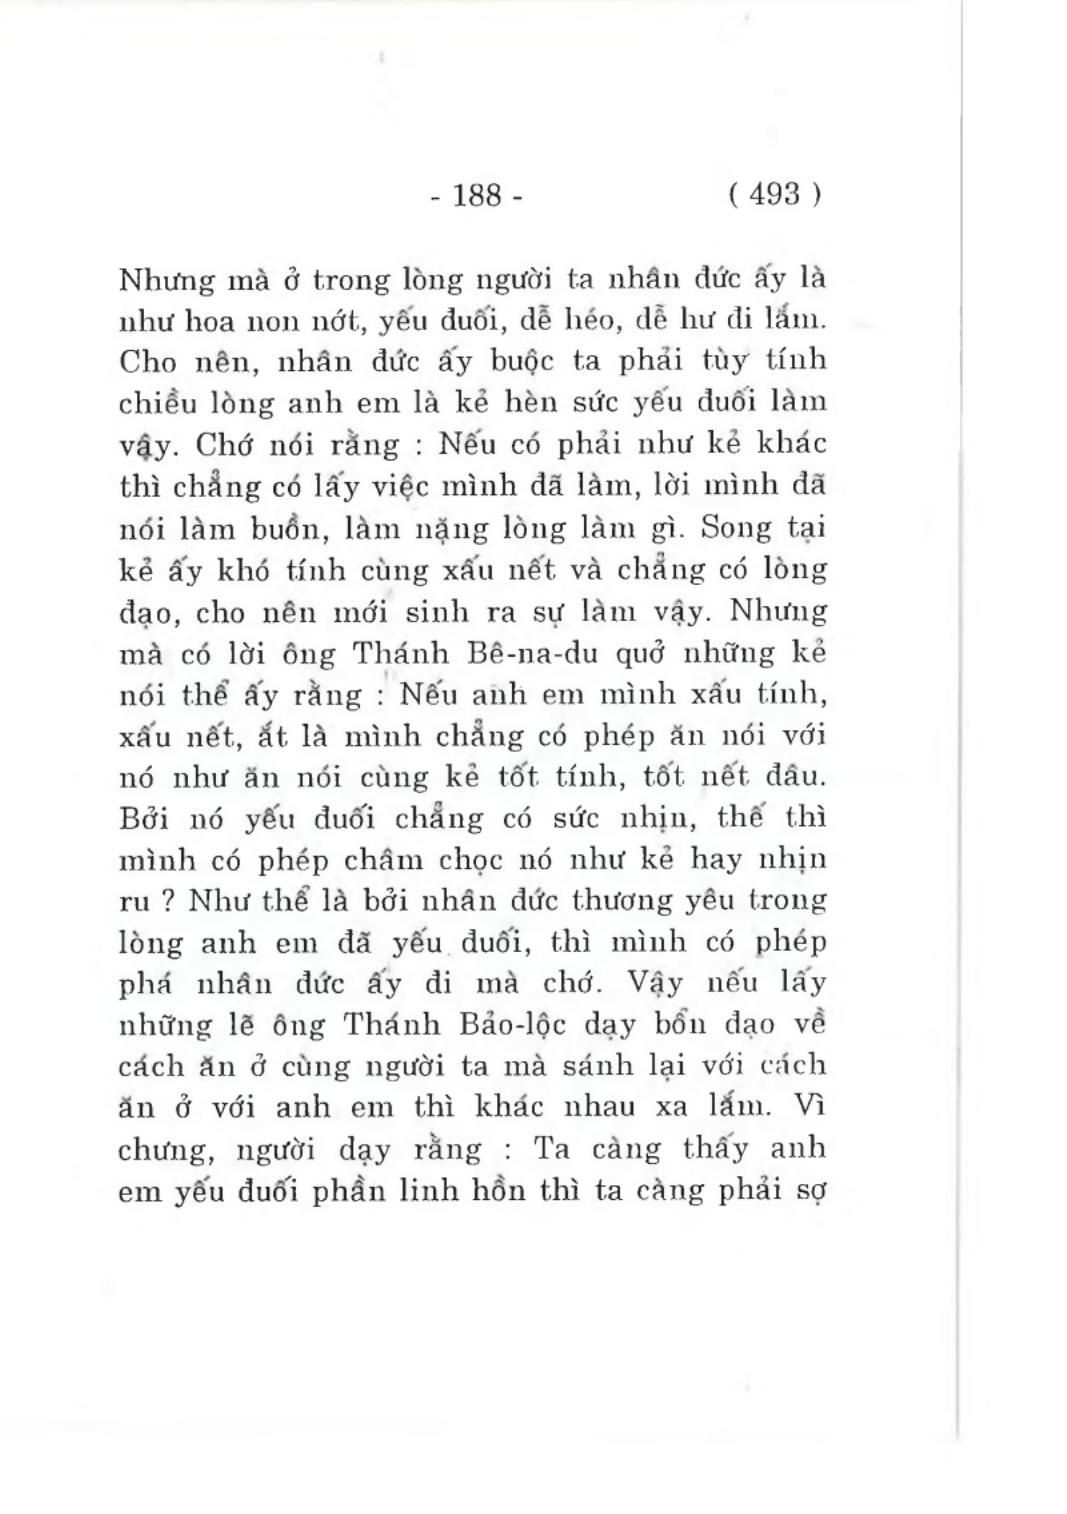 - 188 - ( 493 )
Nhưng mà ở trong lòng người ta nhân đức ấy là
như hoa non nớt, yếu đuối, dễ héo, dễ hư đi lắm.
Cho nên, nhân đức ấy buộc ta phải tùy tính
chiều lòng anh em là kẻ hèn sức yếu đuối làm
vậy. Chớ nói rằng : Nếu có phải như kẻ khác
thì chẳng có lấy việc mình đã làm, lời mình đã
nói làm buồn, làm nặng lòng làm gì. Song tại
kẻ ấy khó tính cùng xấu nết và chẳng có lòng
đạo, cho nên mới sinh ra sự làm vậy. Nhưng
mà có lời ông Thánh Bê-na-du quở những kẻ
nói thể ấy rằng : Nếu anh em mình xấu tính,
xấu nết, ắt là mình chẳng có phép ăn nói với
nó như ăn nói cùng kẻ tốt tính, tốt nết đâu.
Bởi nó yếu đuối chẳng có sức nhịn, thế thì
mình có phép châm chọc nó như kẻ hay nhịn
ru ? Như thể là bởi nhân đức thương yêu trong
lòng anh em đã yếu đuối, thì mình có phép
phá nhân đức ấy đi mà chớ. Vậy nếu lấy
những lẽ ông Thánh Bảo-lộc dạy bổn đạo về
cách ăn ở cùng người ta mà sánh lại với cách
ăn ở với anh em thì khác nhau xa lắm. Vì
chưng, người dạy rằng : Ta càng thấy anh
em yếu đuối phần linh hồn thì ta càng phải sợ